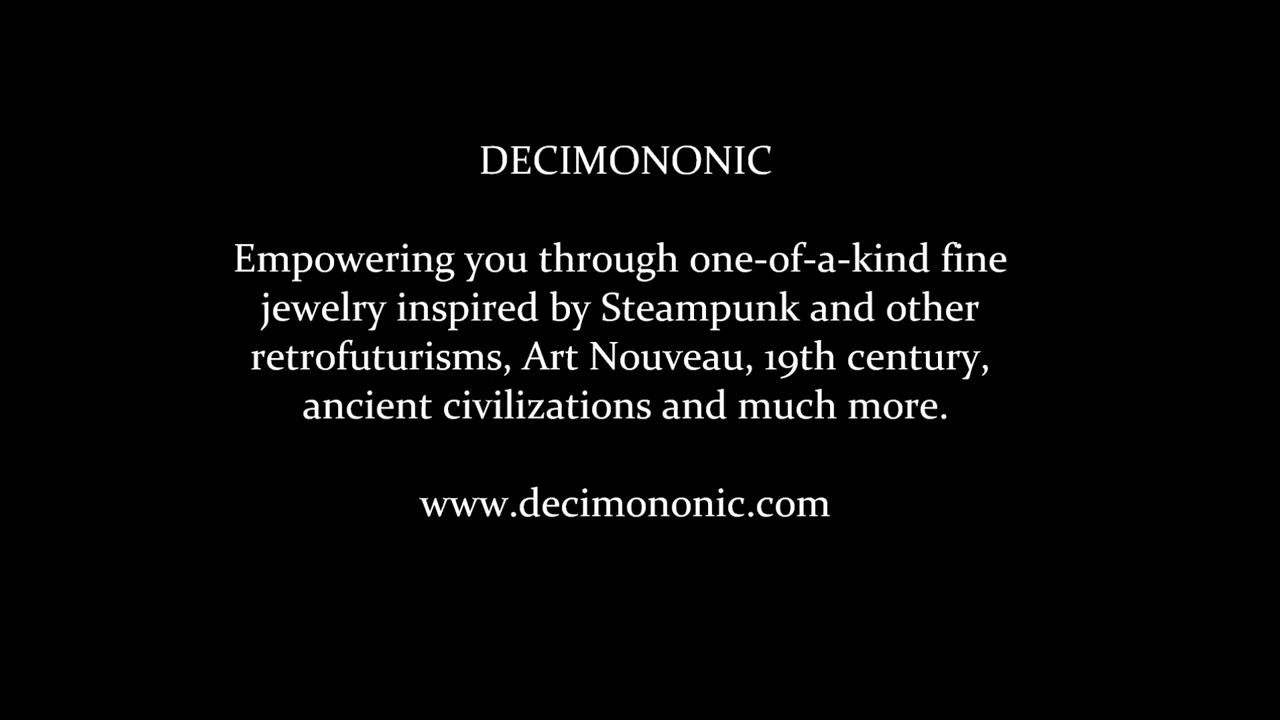 DECIMONONIC
Empowering you through one-of-a-kind fine
jewelry inspired by Steampunk and other
retrofuturisms, Art Nouveau, 19th century,
ancient civilizations and much more.
www.decimononic.com